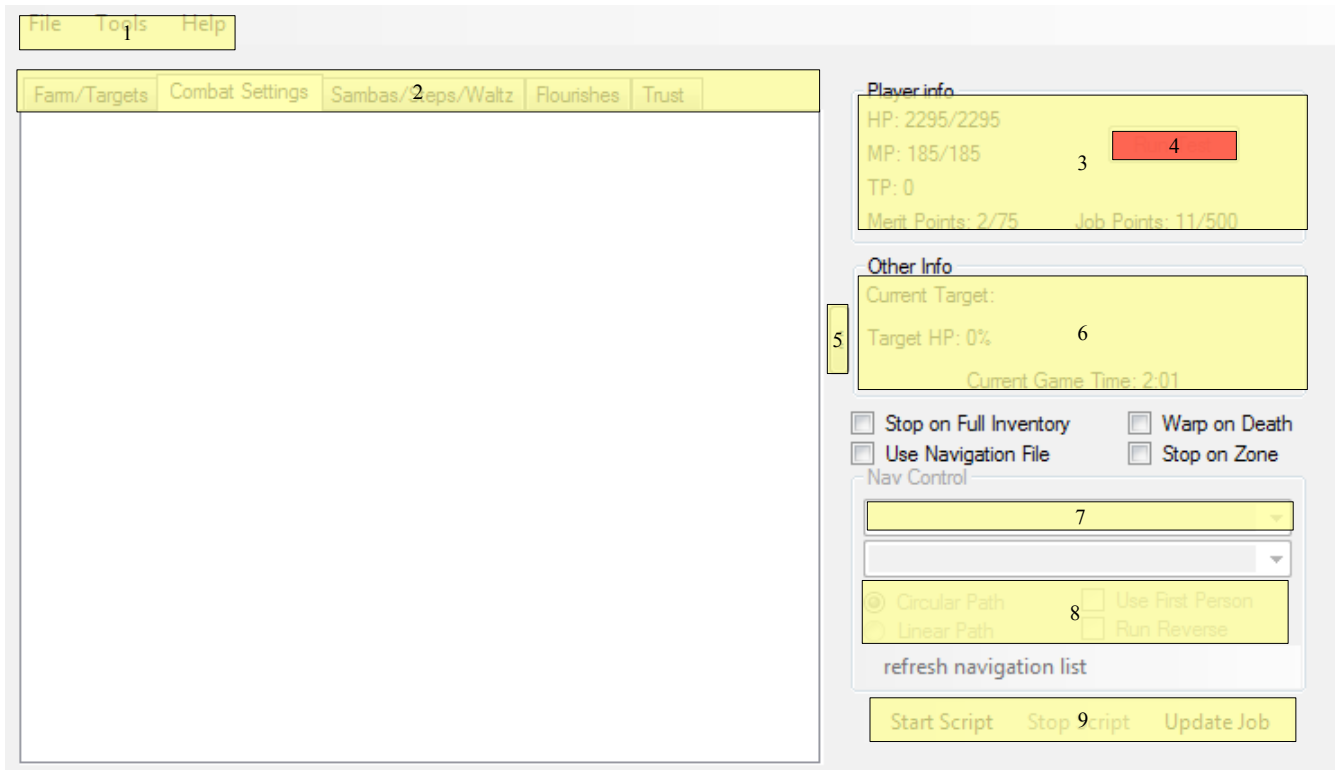 File Tools Help
1
Farm/Targets Combat Settings Sambas/Steps/Waltz Flourishes Trust
2
Player info
HP: 2295/2295
MP: 185/185
3
4
TP: 0
Merit Points: 2/75 Job Points: 11/500
Other Info
Current Target:
5
Target HP: 0%
6
Current Game Time: 2:01
Stop on Full Inventory Warp on Death
Use Navigation File Stop on Zone
Nav Control
7
Circular Path Use First Person
8
Linear Path Run Reverse
refresh navigation list
Start Script Stop Script Update Job
9